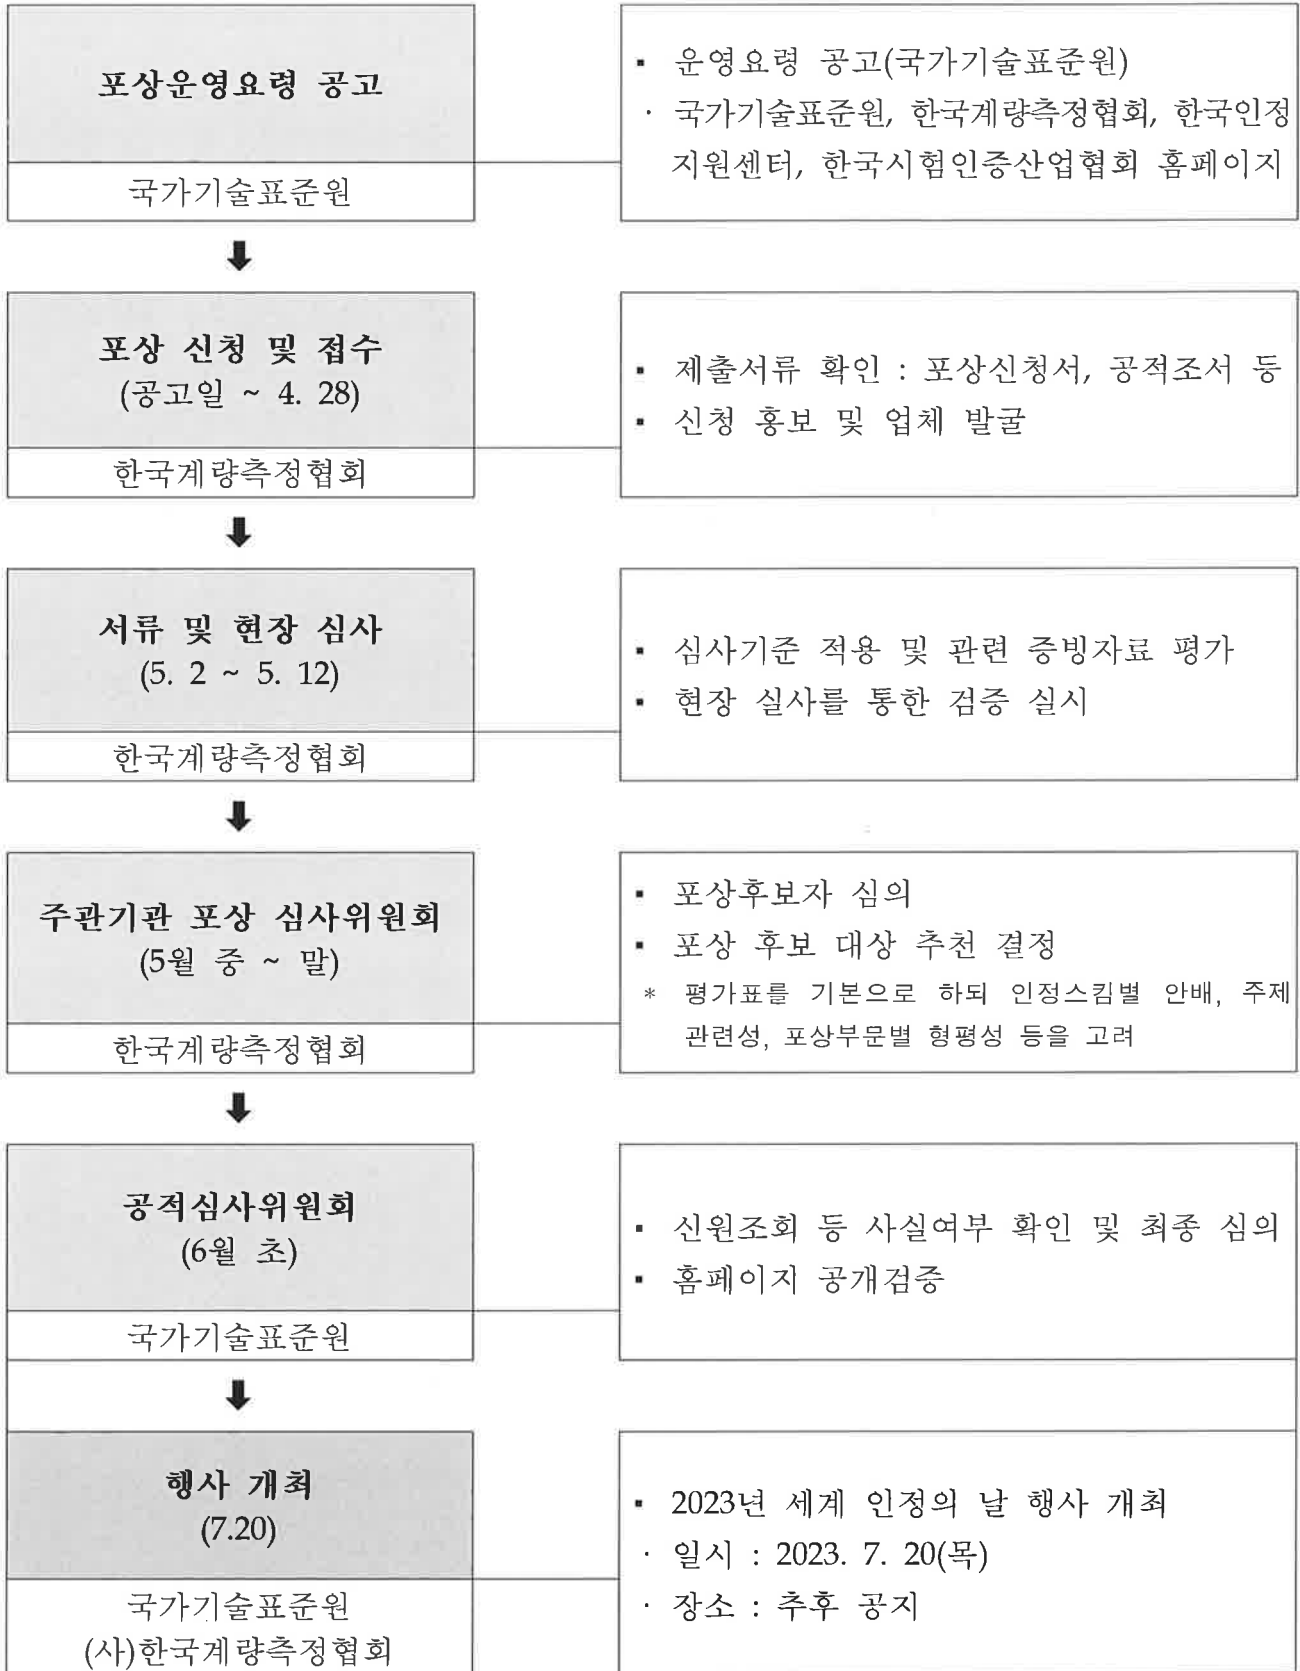 포상운영요령 공고
국가기술표준원
▪ 운영요령 공고(국가기술표준원)
· 국가기술표준원, 한국계량측정협회, 한국인정
지원센터, 한국시험인증산업협회 홈페이지
포상 신청 및 접수
(공고일 ~ 4. 28)
한국계량측정협회
▪ 제출서류 확인 : 포상신청서, 공적조서 등
▪ 신청 홍보 및 업체 발굴
서류 및 현장 심사
(5. 2 ~ 5. 12)
한국계량측정협회
▪ 심사기준 적용 및 관련 증빙자료 평가
▪ 현장 실사를 통한 검증 실시
주관기관 포상 심사위원회
(5월 중 ~ 말)
한국계량측정협회
▪ 포상후보자 심의
▪ 포상 후보 대상 추천 결정
* 평가표를 기본으로 하되 인정스킴별 안배, 주제
관련성, 포상부문별 형평성 등을 고려
공적심사위원회
(6월 초)
국가기술표준원
▪ 신원조회 등 사실여부 확인 및 최종 심의
▪ 홈페이지 공개검증
행사 개최
(7.20)
국가기술표준원
(사)한국계량측정협회
▪ 2023년 세계 인정의 날 행사 개최
· 일시 : 2023. 7. 20(목)
· 장소 : 추후 공지